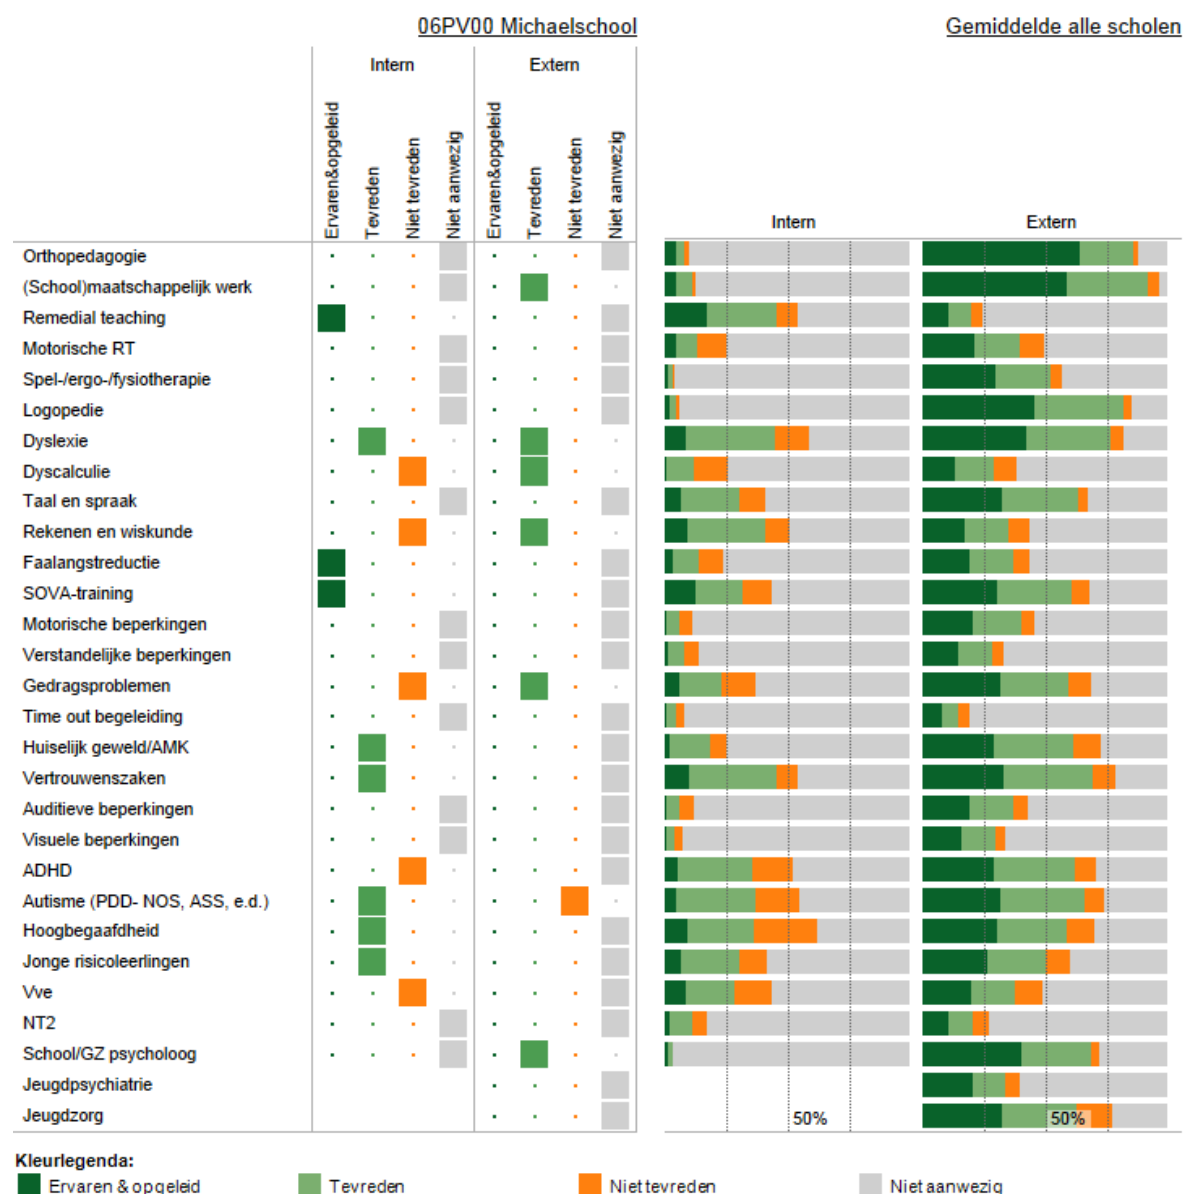 06PV00 Michaelschool
Gemiddelde alle scholen
Intern
Extern
Ervaren&opgeleid
Tevreden
Niet tevreden
Niet aanwezig
Ervaren&opgeleid
Tevreden
Niet tevreden
Niet aanwezig
Intern
Extern
Orthopedagogie
(School)maatschappelijk werk
Remedial teaching
Motorische RT
Spel-/ergo-/fysiotherapie
Logopedie
Dyslexie
Dyscalculie
Taal en spraak
Rekenen en wiskunde
Faalangstreductie
SOVA-training
Motorische beperkingen
Verstandelijke beperkingen
Gedragsproblemen
Time out begeleiding
Huiselijk geweld/AMK
Vertrouwenszaken
Auditieve beperkingen
Visuele beperkingen
ADHD
Autisme (PDD- NOS, ASS, e.d.)
Hoogbegaafdheid
Jonge risicoleerlingen
Vve
NT2
School/GZ psycholoog
Jeugdpsychiatrie
Jeugdzorg
50%
50%
Kleurlegenda:
Ervaren & opgeleid
Tevreden
Niet tevreden
Niet aanwezig